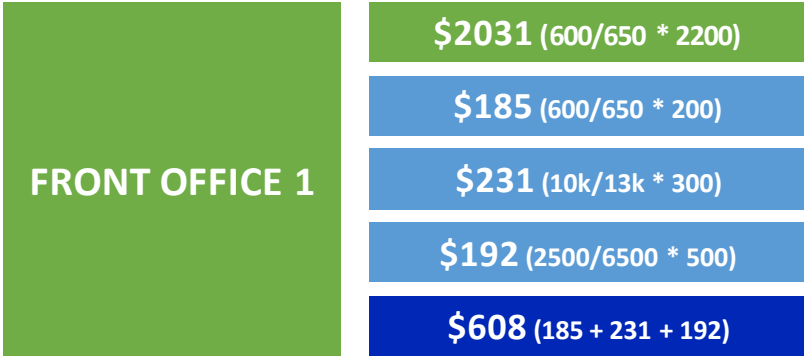 FRONT OFFICE 1
$2031 (600/650 * 2200)
$185 (600/650 * 200)
$231 (10k/13k * 300)
$192 (2500/6500 * 500)
$608 (185 + 231 + 192)